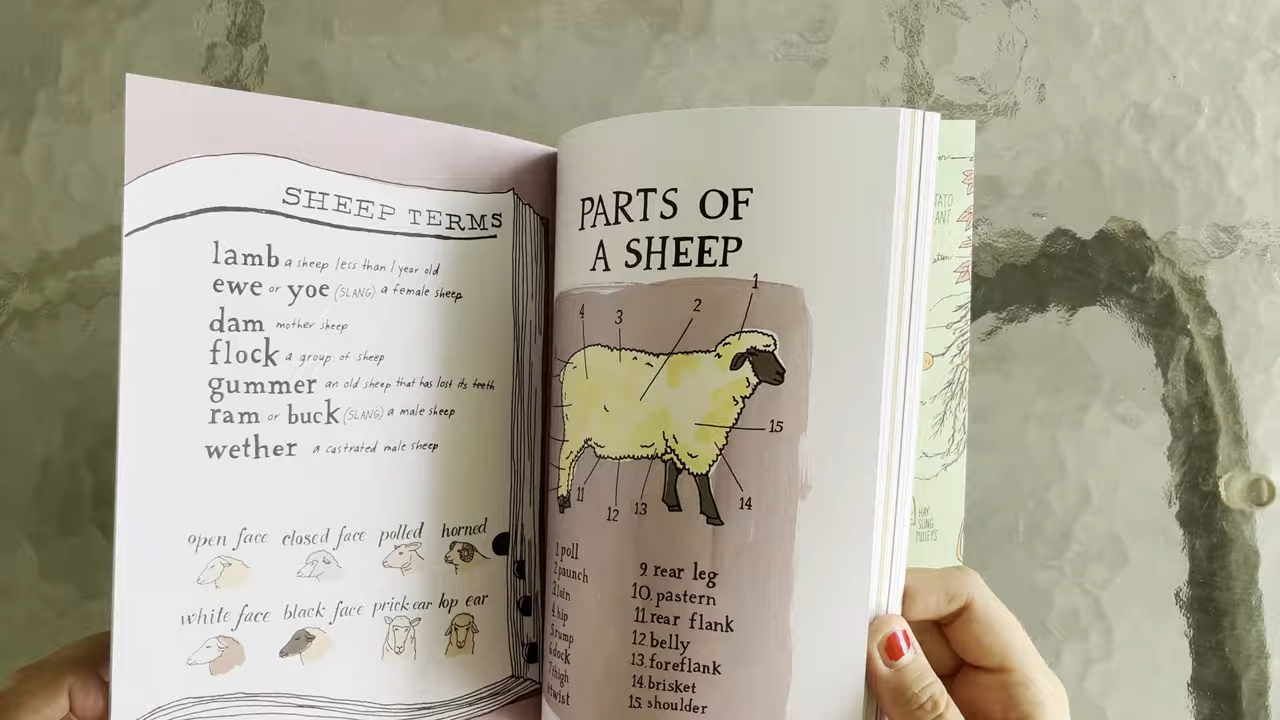 SHEEP TERMS
lamb a sheep less than 1 year old
ewe or yoe (SLANG) a female sheep
dam mother sheep
flock a group of sheep
gummer an old sheep that has lost its teeth
ram or buck (SLANG) a male sheep
wether a castrated male sheep
open face closed face polled horned
white face black face prick ear lop ear
PARTS OF
A SHEEP
1
2
3
4
15
14
13
12
11
1. poll
2. paunch
3. loin
4. hip
5. rump
6. dock
7. thigh
8. twist
9. rear leg
10. pastern
11. rear flank
12 belly
13. foreflank
14. brisket
15. shoulder
HAY
SLING
PULLEYS